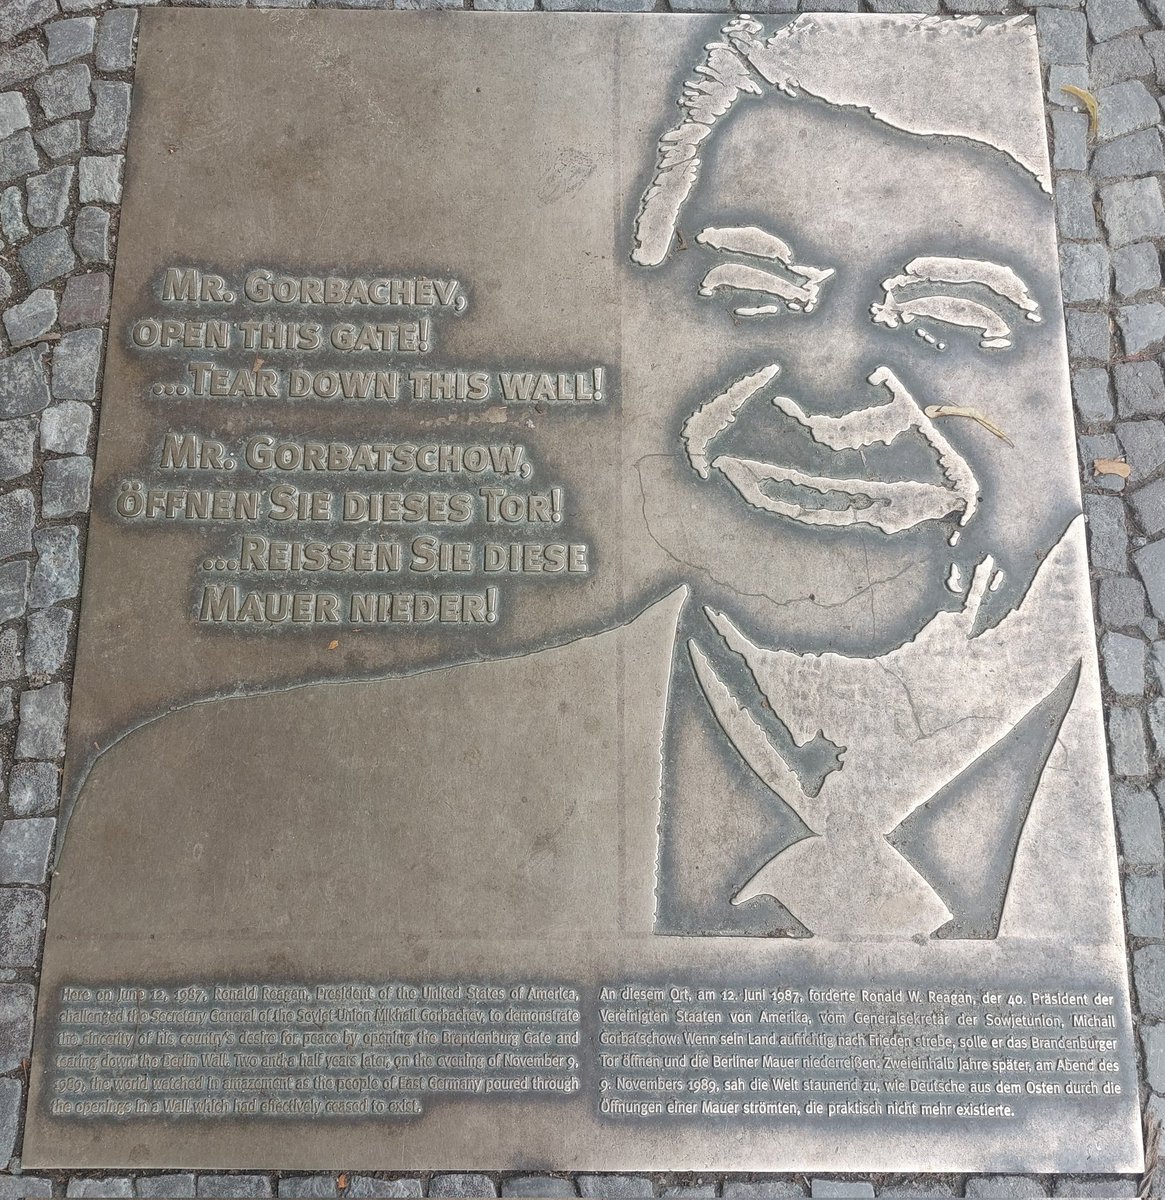 Mr. Gorbachev,
open this gate!
...Tear down this wall!
Mr. Gorbatschow,
öffnen Sie dieses Tor!
...Reissen Sie diese
Mauer nieder!
Here on June 12, 1987, Ronald Reagan, President of the United States of America,
challenged the Secretary General of the Soviet Union Mikhail Gorbachev, to demonstrate
the sincerity of his country's desire for peace by opening the Brandenburg Gate and
tearing down the Berlin Wall. Two and a half years later, on the evening of November 9,
1989, the world watched in amazement as the people of East Germany poured through
the openings in a Wall which had effectively ceased to exist.
An diesem Ort, am 12. Juni 1987, forderte Ronald W. Reagan, der 40. Präsident der
Vereinigten Staaten von Amerika, vom Generalsekretär der Sowjetunion, Michail
Gorbatschow: Wenn sein Land aufrichtig nach Frieden strebe, solle er das Brandenburger
Tor öffnen und die Berliner Mauer niederreißen. Zweieinhalb Jahre später, am Abend des
9. Novembers 1989, sah die Welt staunend zu, wie Deutsche aus dem Osten durch die
Öffnungen einer Mauer strömten, die praktisch nicht mehr existierte.